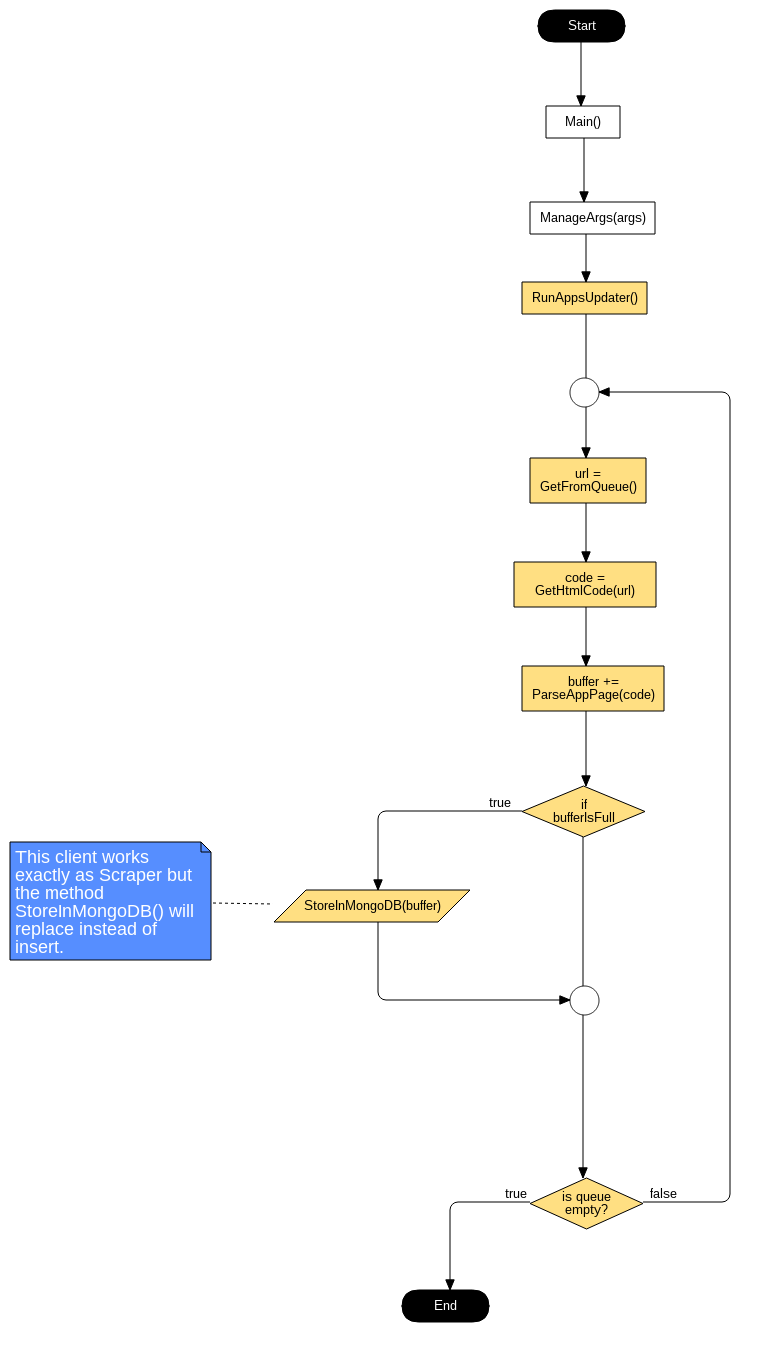 Start
Main()
ManageArgs(args)
RunAppsUpdater()
url =
GetFromQueue()
code =
GetHtmlCode(url)
buffer +=
ParseAppPage(code)
true
if
bufferIsFull
This client works
exactly as Scraper but
the method
StoreInMongoDB() will
replace instead of
insert.
StoreInMongoDB(buffer)
true
is queue
empty?
false
End